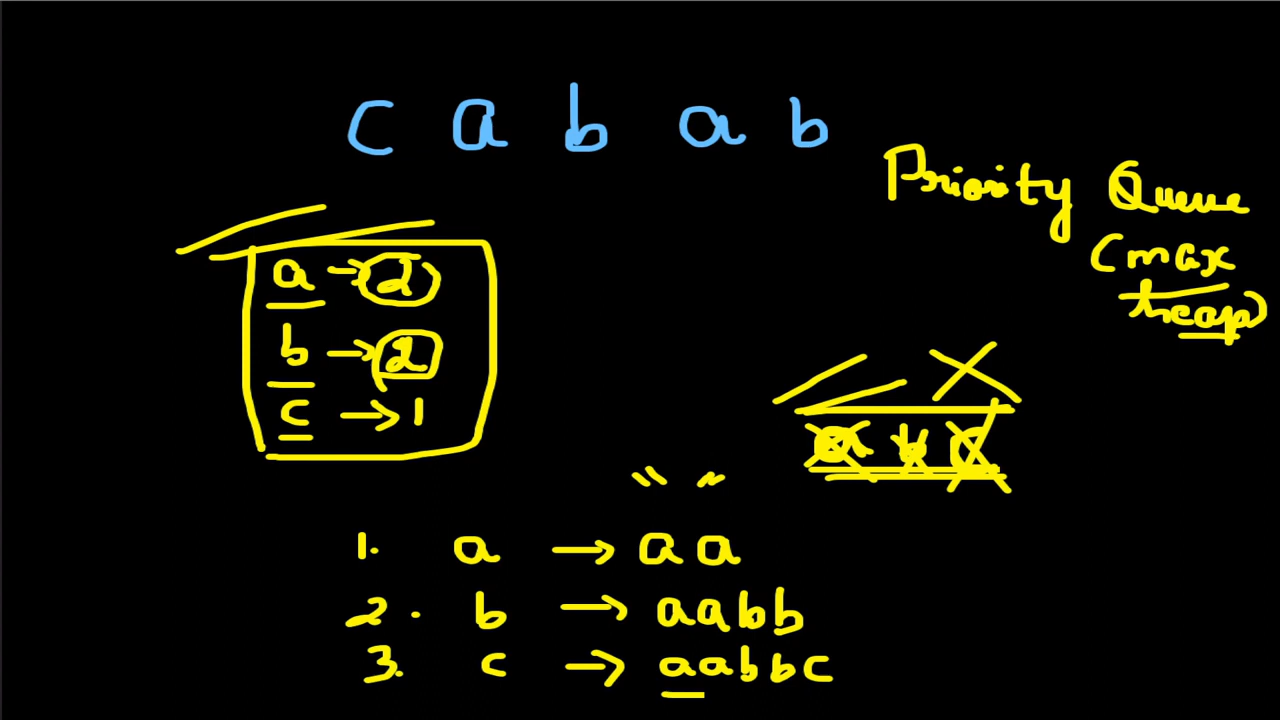 c a b a b
Priority Queue
(max
heap)
a → 2
b → 2
c → 1
a b c
" "
1. a → aa
2. b → aabb
3. c → aabbc